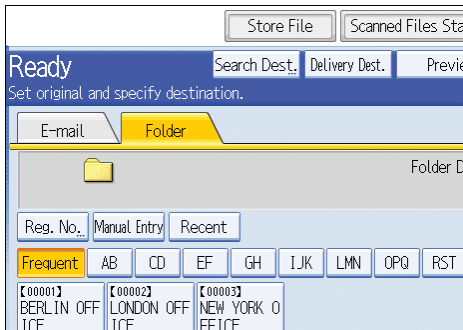 Store File Scanned Files Sta
Ready Search Dest. Delivery Dest. Previe
Set original and specify destination.
E-mail Folder
Folder D
Reg. No. Manual Entry Recent
Frequent AB CD EF GH IJK LMN OPQ RST
[00001] [00002] [00003]
BERLIN OFF LONDON OFF NEW YORK O
ICE ICE FFICE